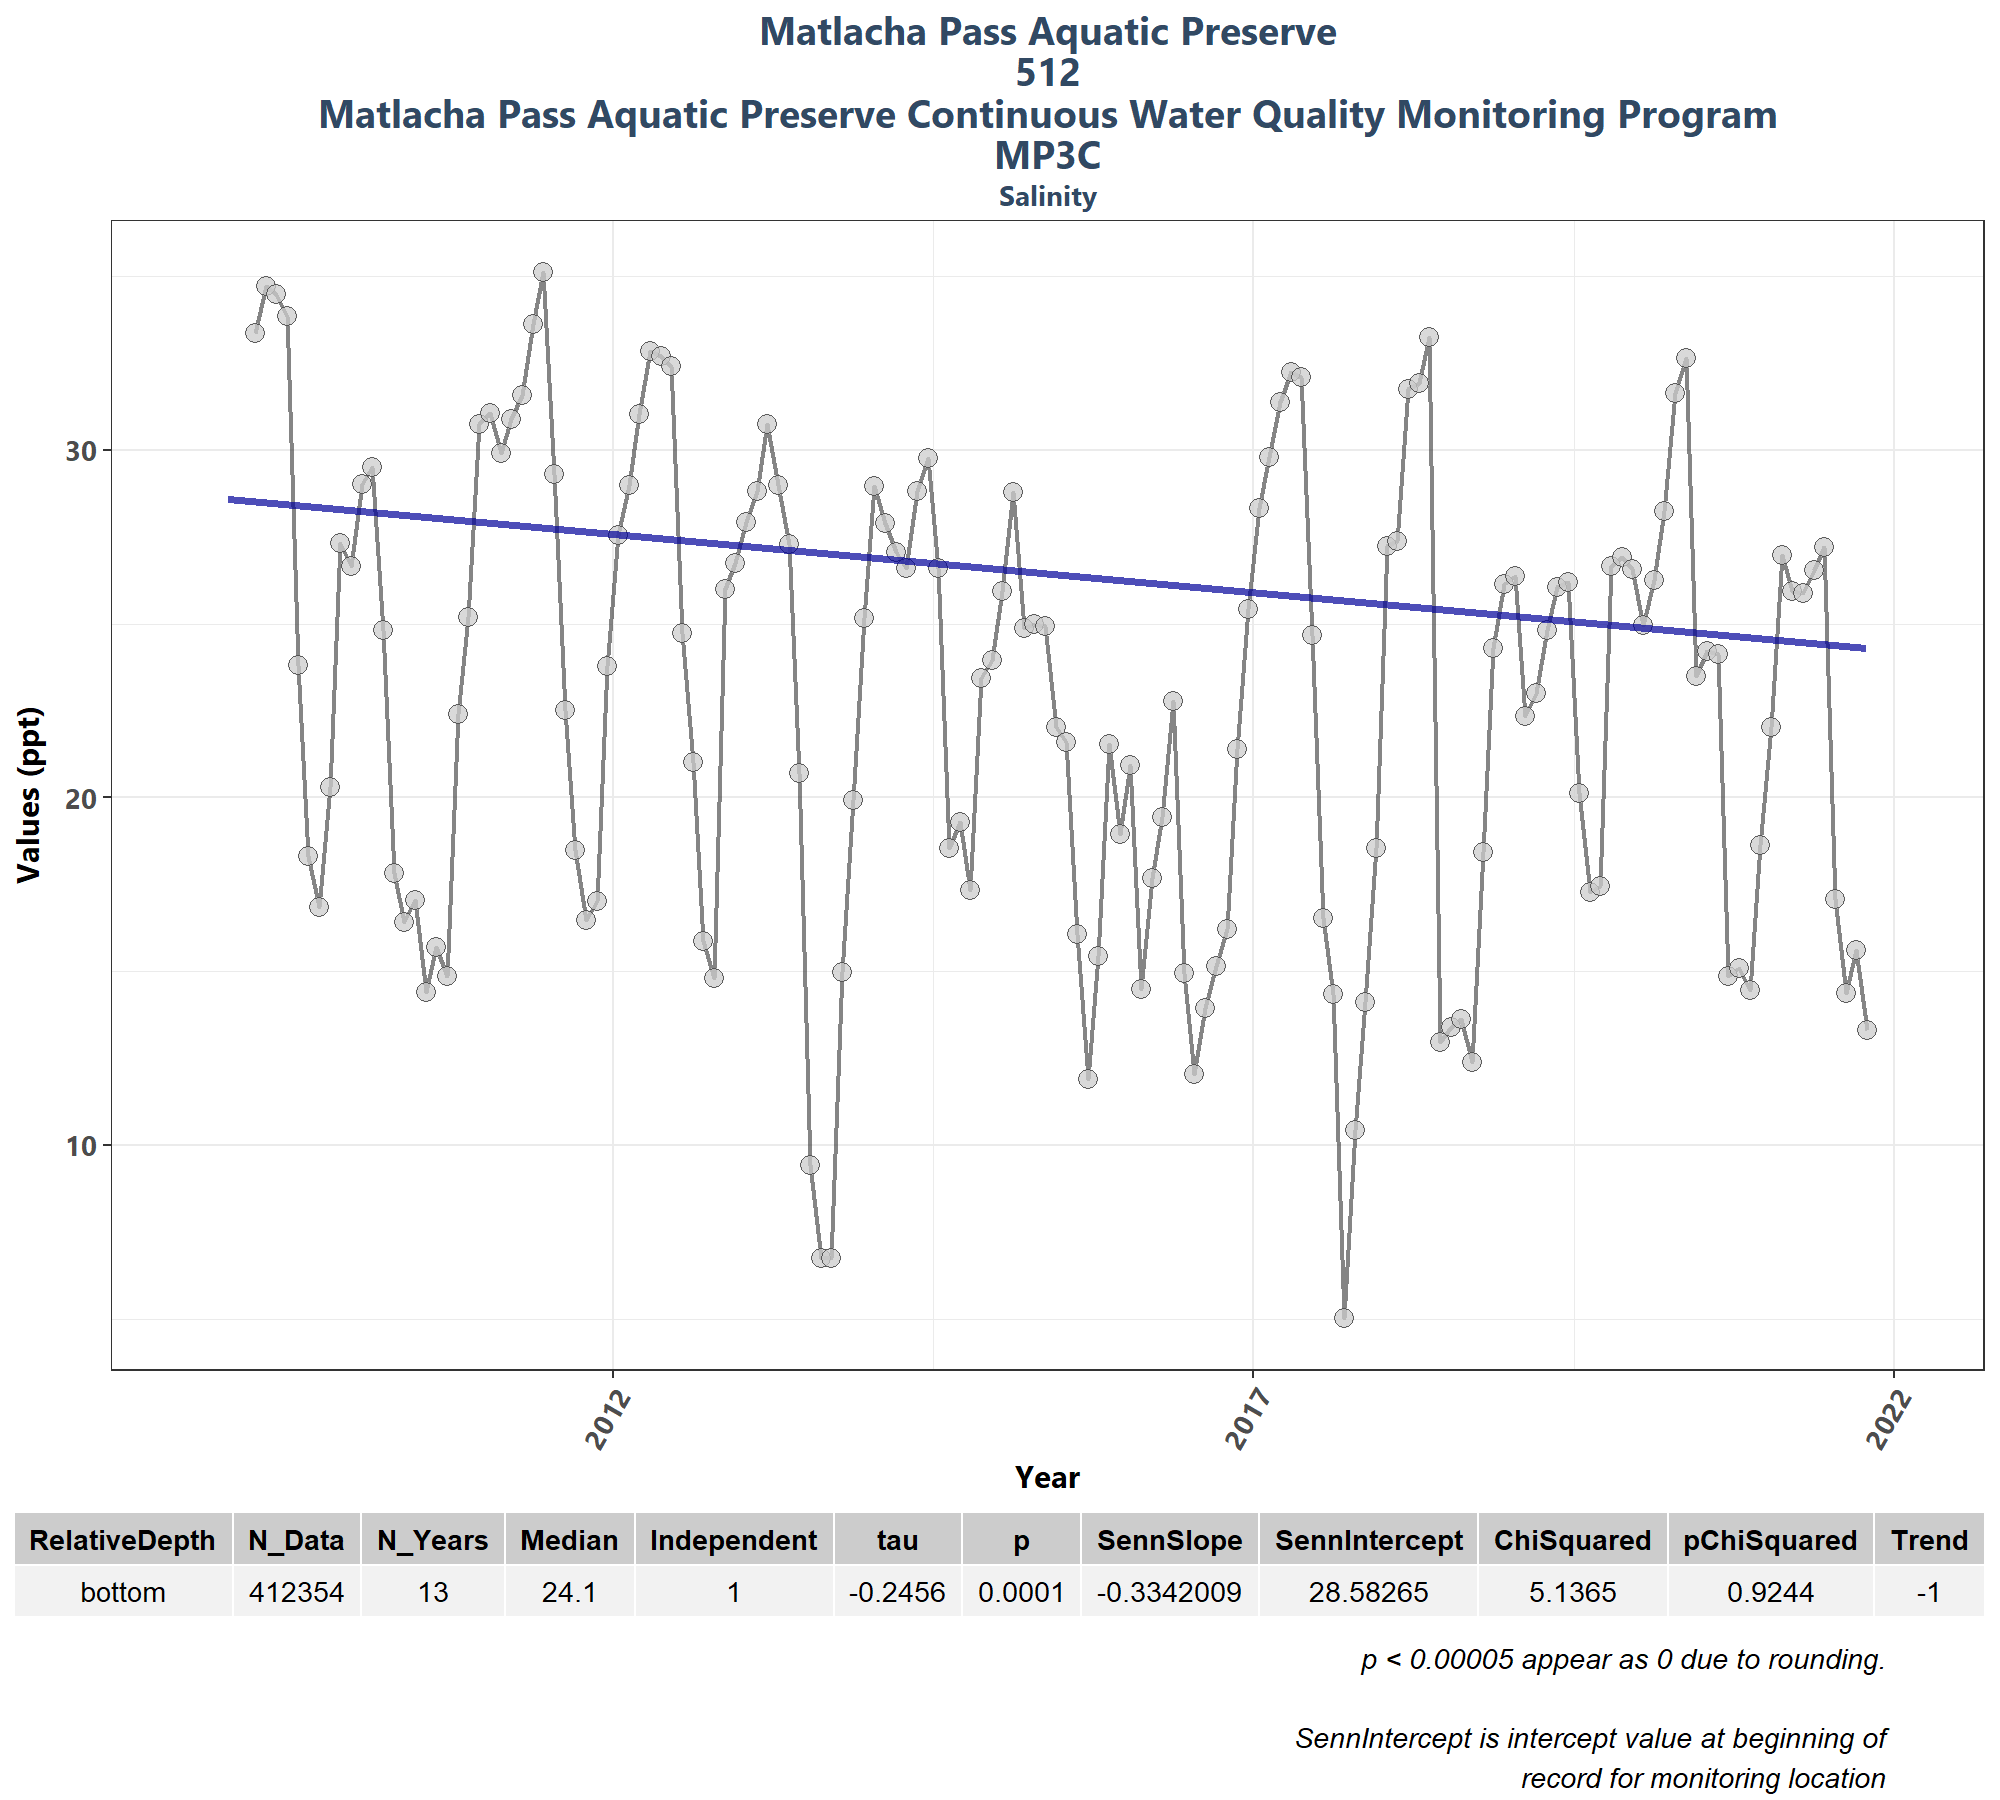 Matlacha Pass Aquatic Preserve
512
Matlacha Pass Aquatic Preserve Continuous Water Quality Monitoring Program
MP3C
Salinity
Values (ppt)
30
20
10
2012
2017
2022
Year
RelativeDepth N_Data N_Years Median Independent tau p SennSlope SennIntercept ChiSquared pChiSquared Trend
bottom 412354 13 24.1 1 -0.2456 0.0001 -0.3342009 28.58265 5.1365 0.9244 -1
p < 0.00005 appear as 0 due to rounding.
SennIntercept is intercept value at beginning of
record for monitoring location